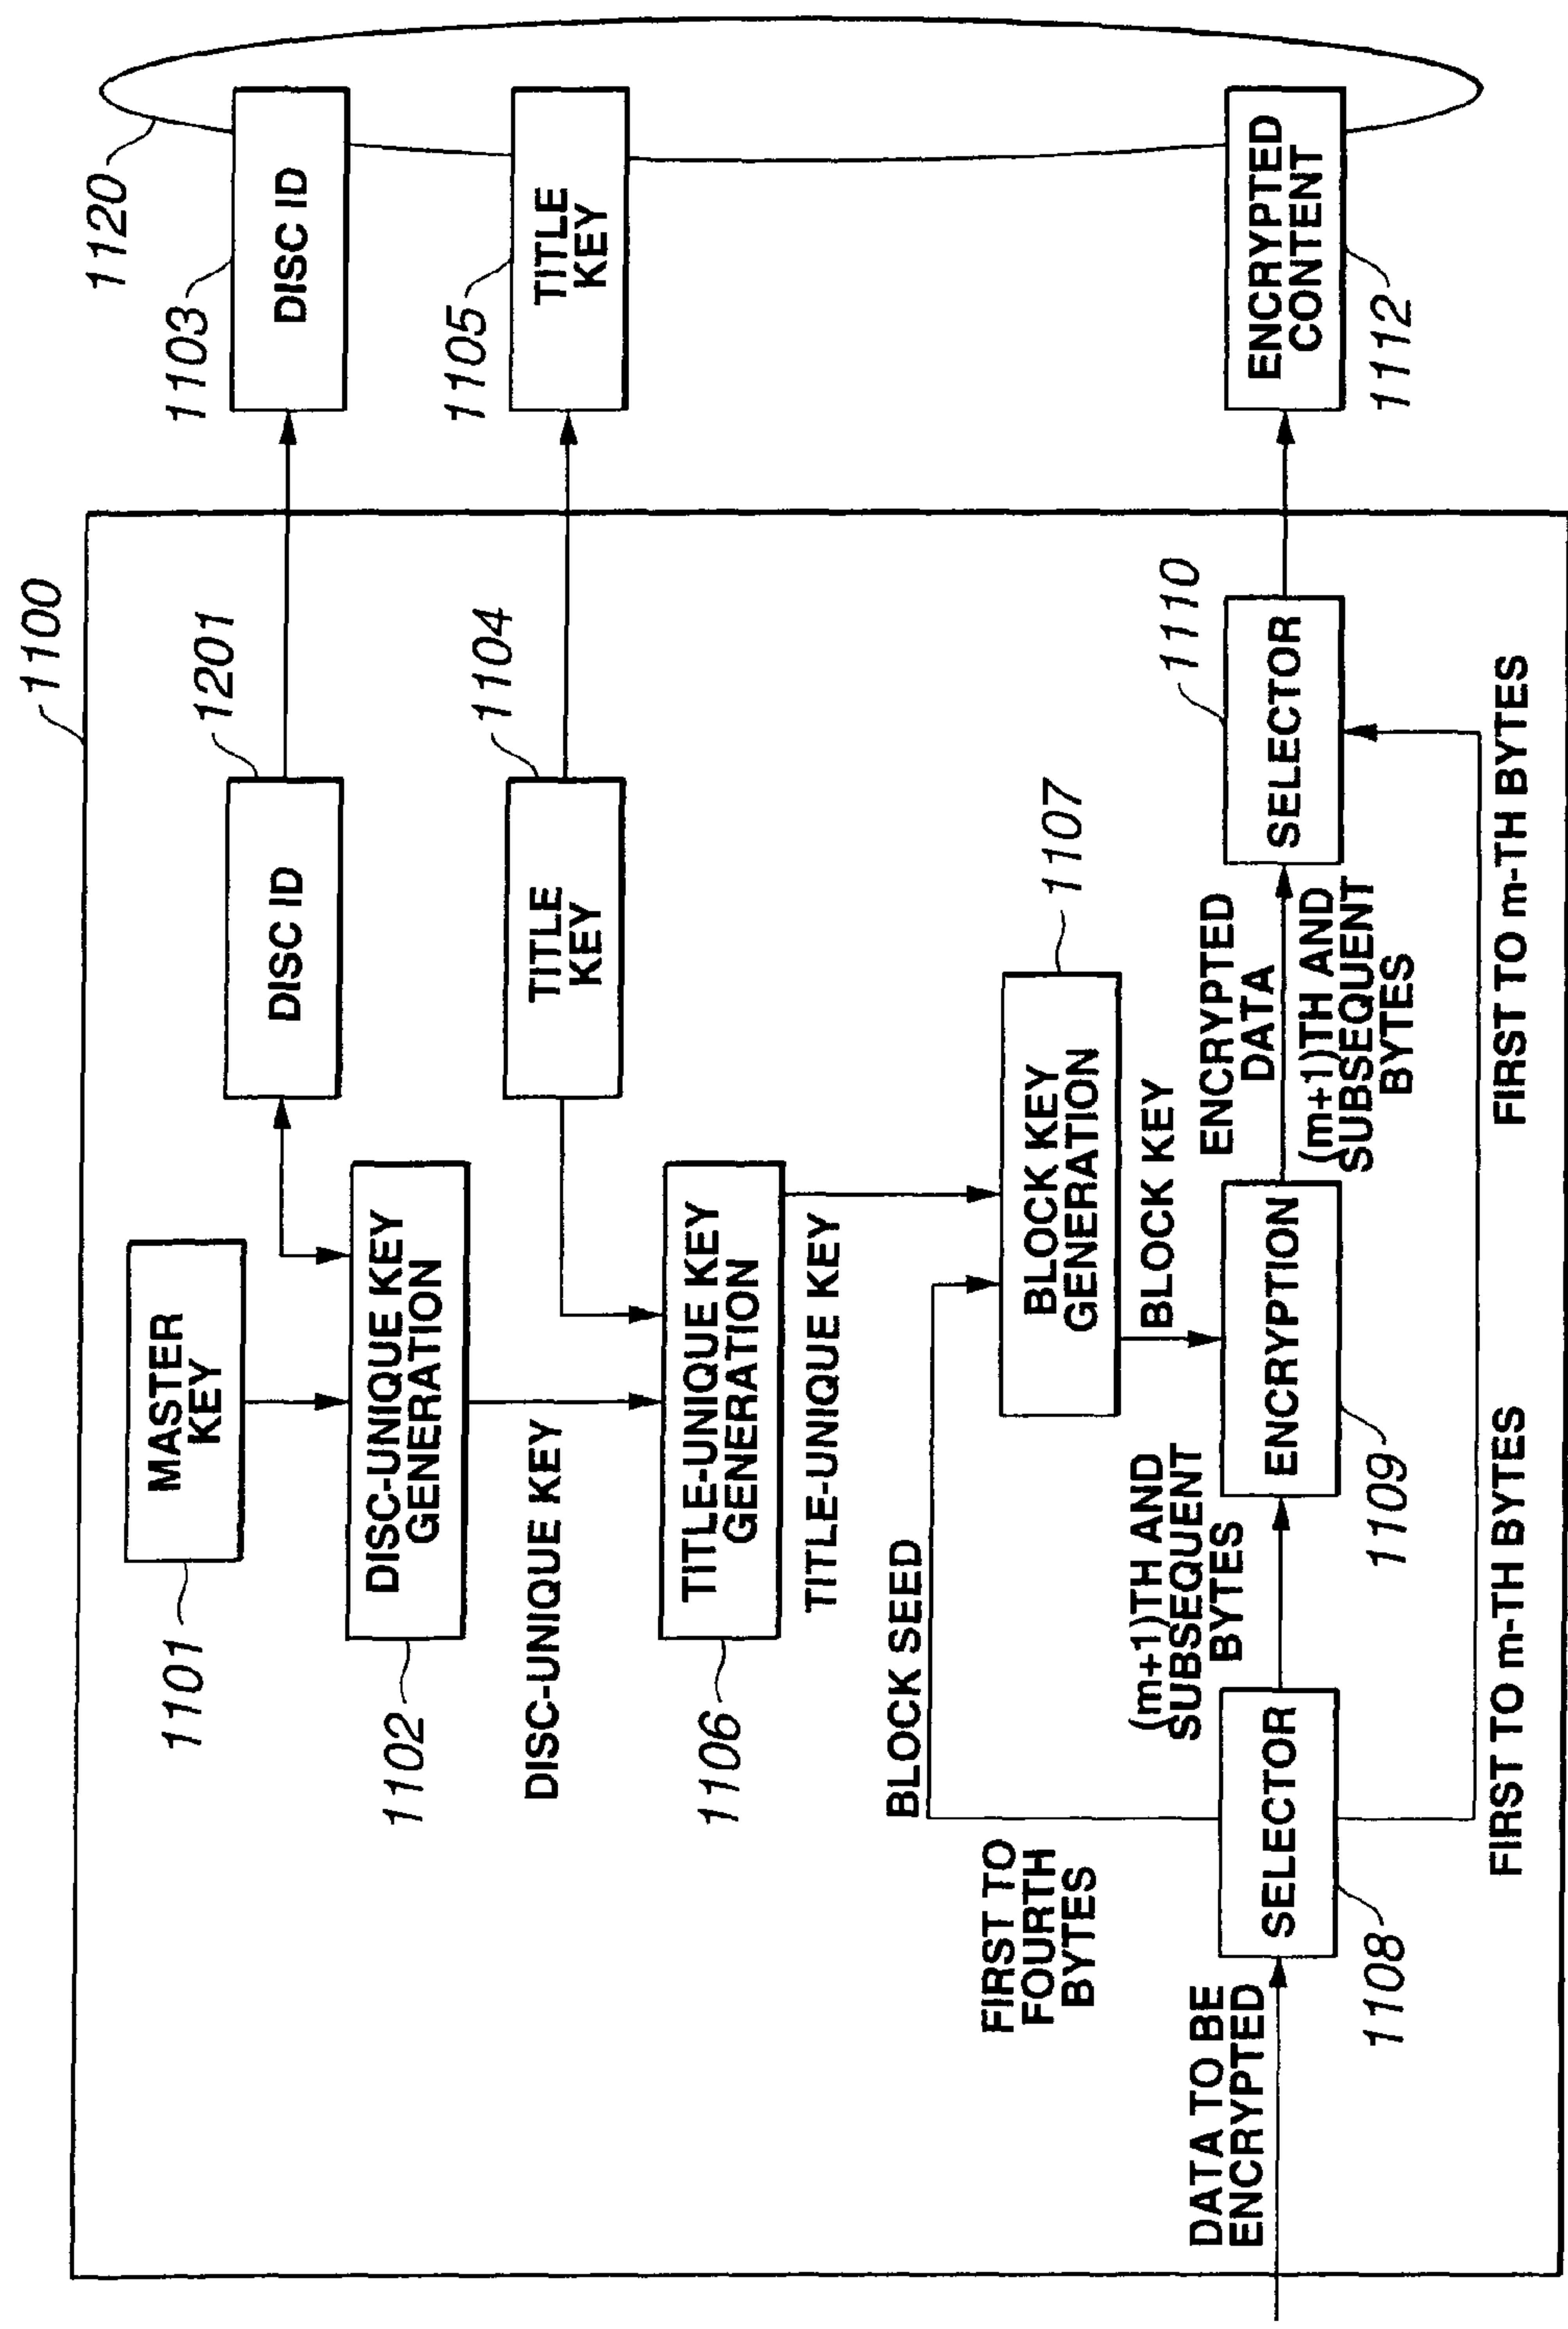 1100
1120
MASTER
KEY
1101
DISC ID
1201
DISC ID
1103
DISC-UNIQUE KEY
GENERATION
1102
DISC-UNIQUE KEY
TITLE
KEY
1104
TITLE
KEY
1105
TITLE-UNIQUE KEY
GENERATION
1106
TITLE-UNIQUE KEY
BLOCK SEED
FIRST TO
FOURTH
BYTES
BLOCK KEY
GENERATION
1107
BLOCK KEY
DATA TO BE
ENCRYPTED
SELECTOR
1108
(m+1)TH AND
SUBSEQUENT
BYTES
ENCRYPTION
1109
ENCRYPTED
DATA
(m+1)TH AND
SUBSEQUENT
BYTES
SELECTOR
1110
ENCRYPTED
CONTENT
1112
FIRST TO m-TH BYTES
FIRST TO m-TH BYTES